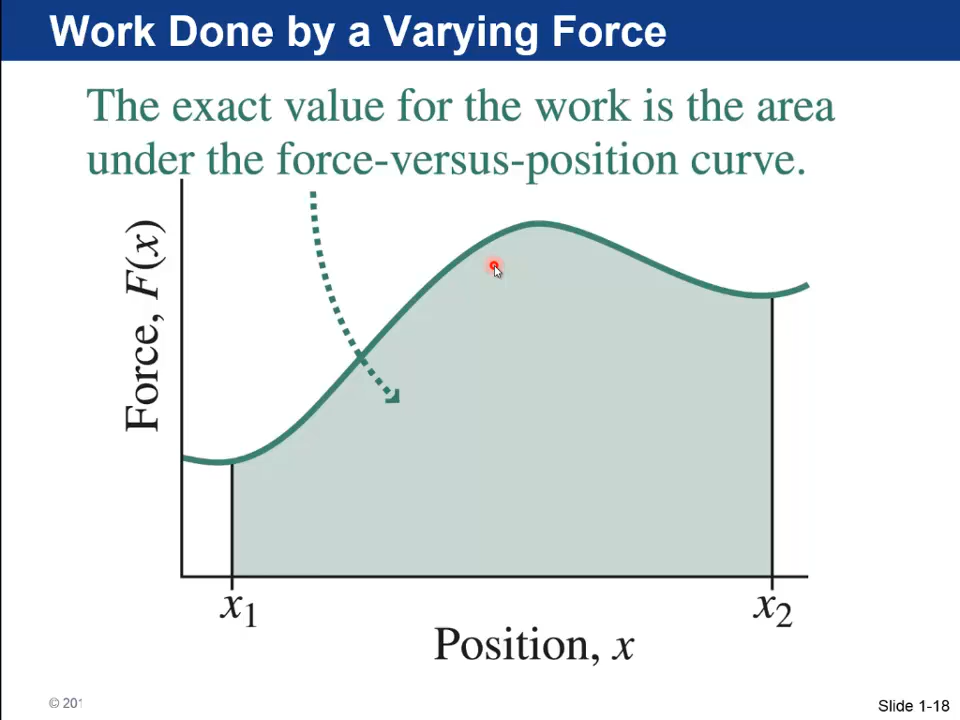 Work Done by a Varying Force
The exact value for the work is the area
under the force-versus-position curve.
Force, F(x)
x₁
x₂
Position, x
© 201
Slide 1-18